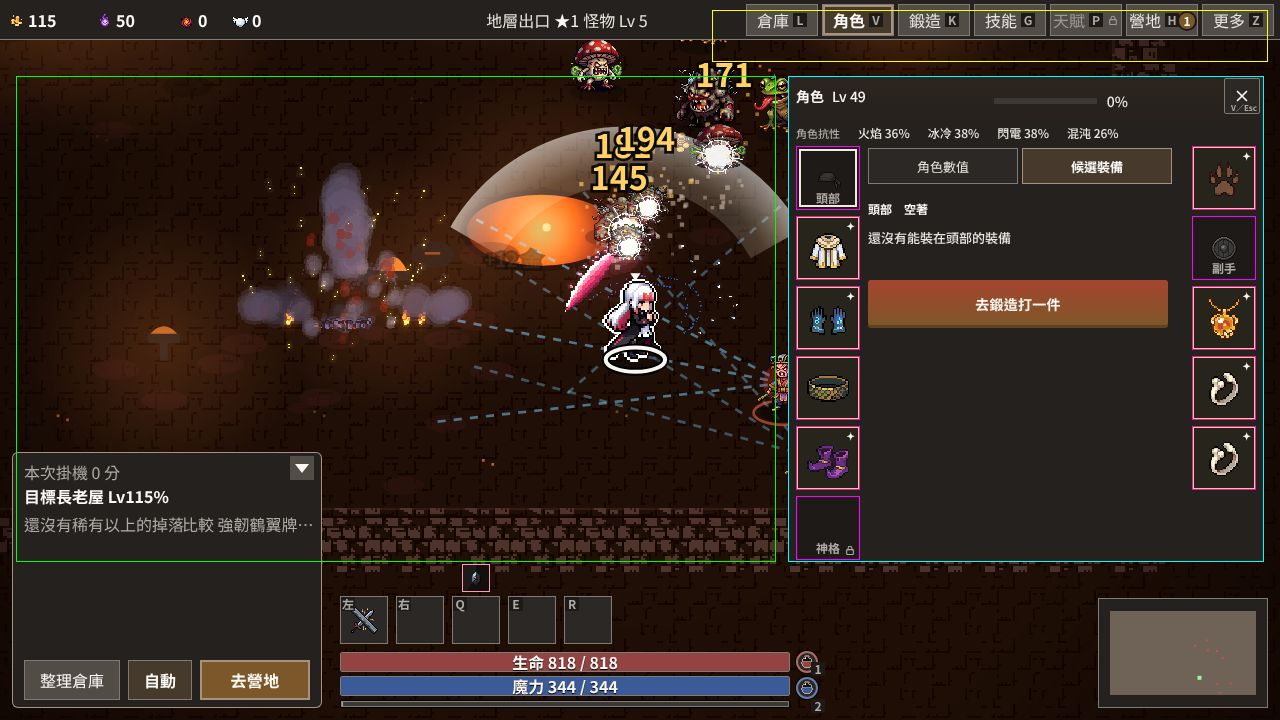 115 50 0 0
地層出口 ★1 怪物 Lv 5
倉庫 L 角色 V 鍛造 K 技能 G 天賦 P 營地 H 1 更多 Z
171
194
145
角色 Lv 49
0%
V / Esc
角色抗性 火焰 36% 冰冷 38% 閃電 38% 混沌 26%
頭部
角色數值
候選裝備
頭部 空著
還沒有能裝在頭部的裝備
去鍛造打一件
副手
神格
本次掛機 0 分
目標長老屋 Lv115%
還沒有稀有以上的掉落比較 強韌鶴翼牌…
整理倉庫 自動 去營地
左 右 Q E R
生命 818 / 818
1
魔力 344 / 344
2